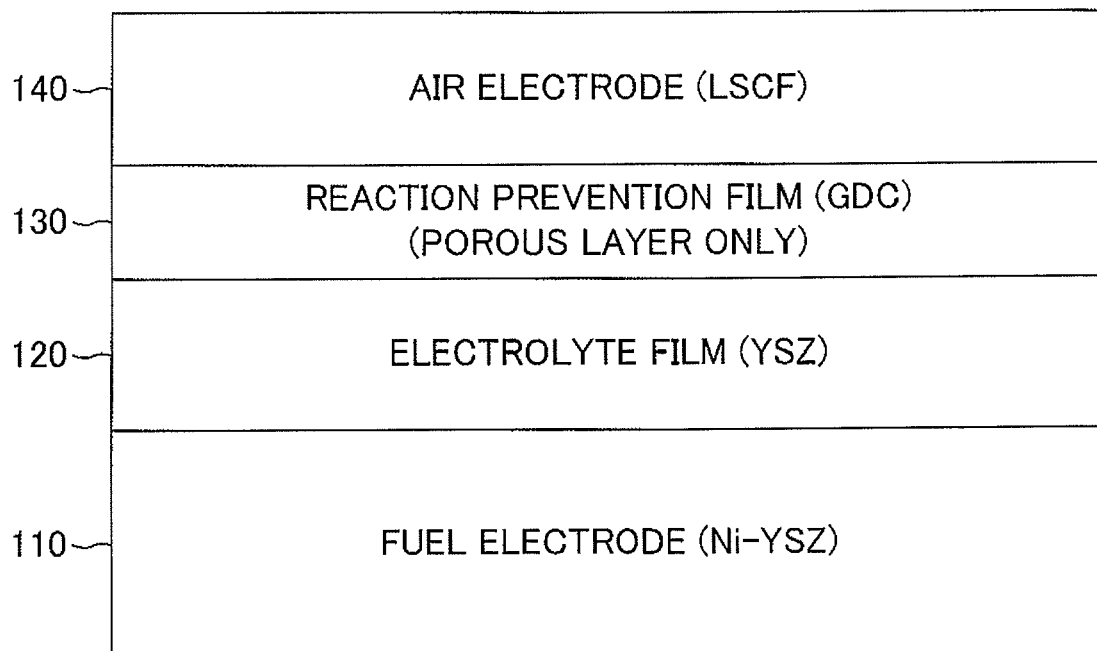 140 AIR ELECTRODE (LSCF)
130 REACTION PREVENTION FILM (GDC)
(POROUS LAYER ONLY)
120 ELECTROLYTE FILM (YSZ)
110 FUEL ELECTRODE (Ni-YSZ)